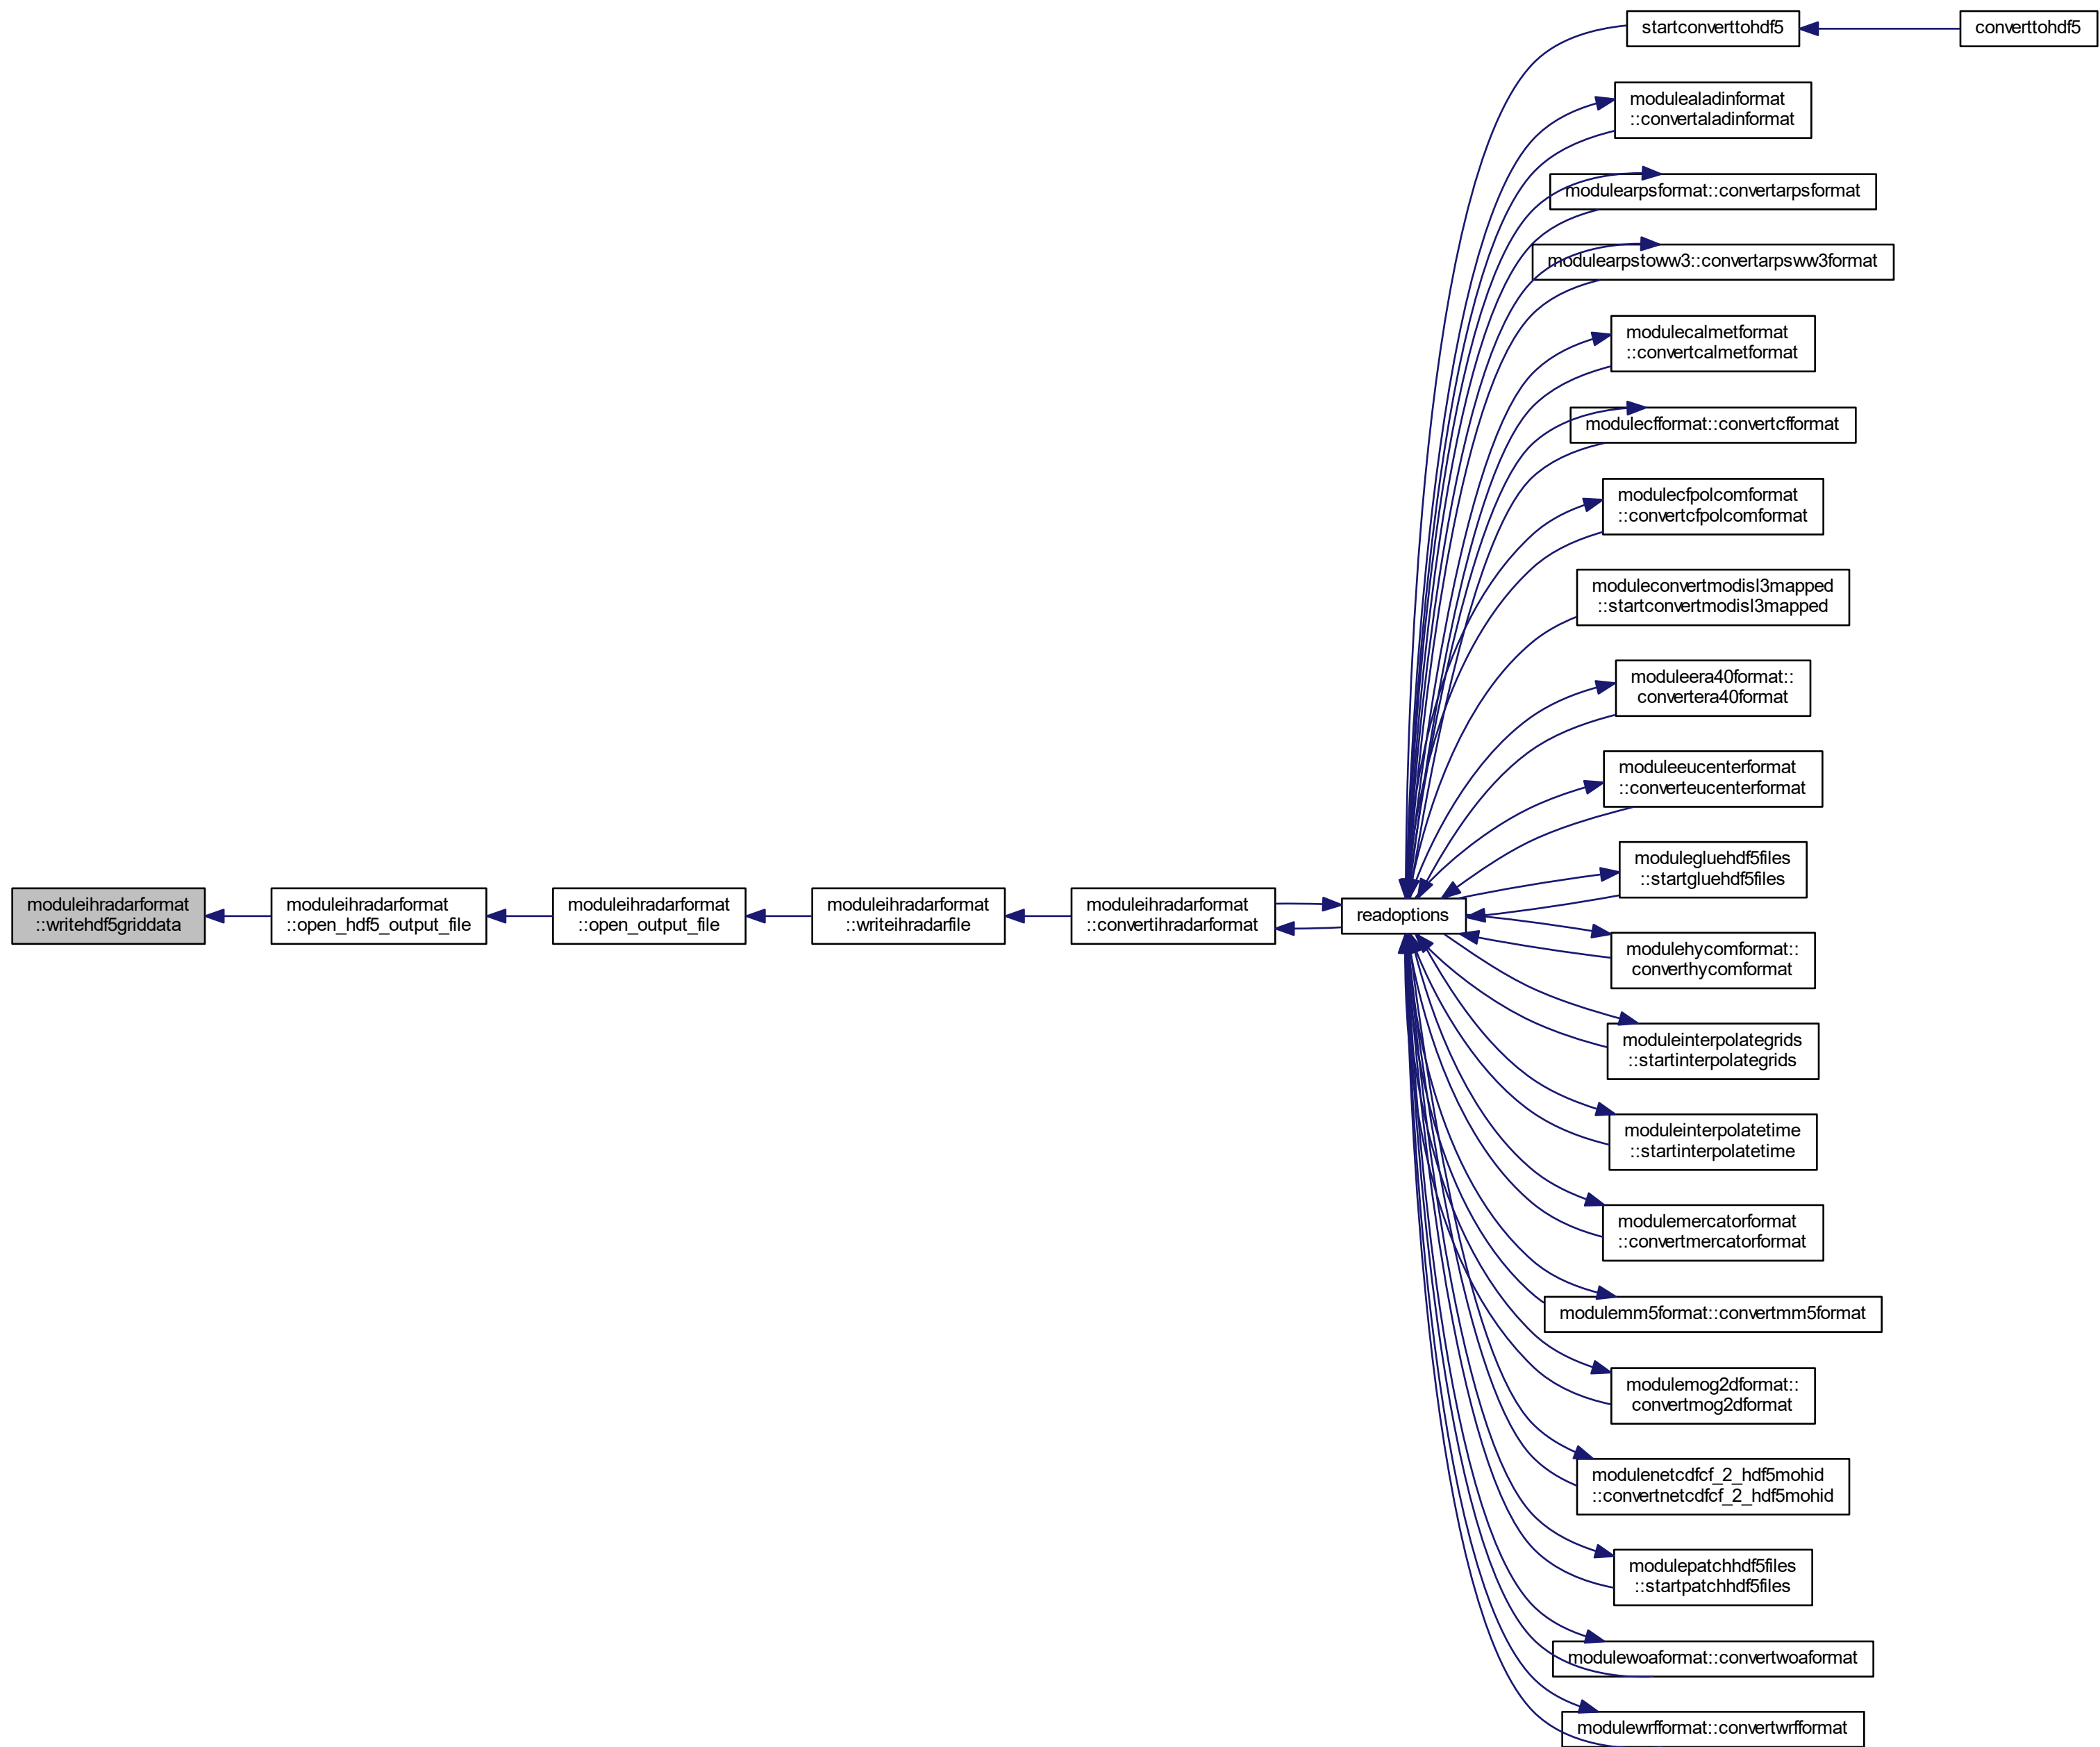 startconverttohdf5
converttohdf5
modulealadinformat
::convertaladinformat
modulearpsformat::convertarpsformat
modulearpstoww3::convertarpsww3format
modulecalmetformat
::convertcalmetformat
modulecfformat::convertcfformat
modulecfpolcomformat
::convertcfpolcomformat
moduleconvertmodisl3mapped
::startconvertmodisl3mapped
moduleera40format::
convertera40format
moduleeucenterformat
::converteucenterformat
modulegluehdf5files
::startgluehdf5files
moduleihradarformat
::writehdf5griddata
moduleihradarformat
::open_hdf5_output_file
moduleihradarformat
::open_output_file
moduleihradarformat
::writeihradarfile
moduleihradarformat
::convertihradarformat
readoptions
modulehycomformat::
converthycomformat
moduleinterpolategrids
::startinterpolategrids
moduleinterpolatetime
::startinterpolatetime
modulemercatorformat
::convertmercatorformat
modulemm5format::convertmm5format
modulemog2dformat::
convertmog2dformat
modulenetcdfcf_2_hdf5mohid
::convertnetcdfcf_2_hdf5mohid
modulepatchhdf5files
::startpatchhdf5files
modulewoaformat::convertwoaformat
modulewrfformat::convertwrfformat